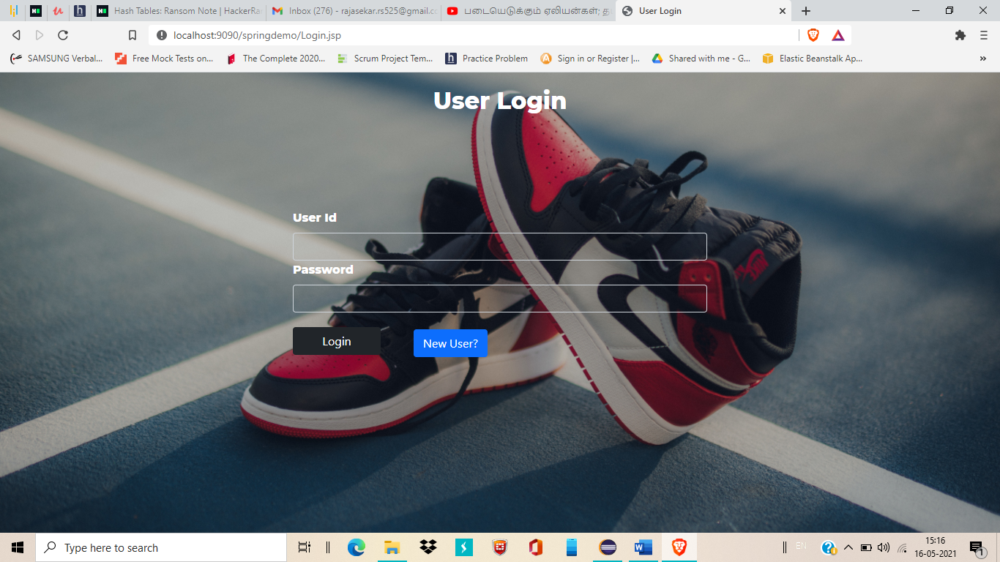 Hash Tables: Ransom Note | HackerRa
Inbox (276) - rajasekar.rs525@gmail.co
படையெடுக்கும் ஏலியன்கள்; த
User Login
localhost:9090/springdemo/Login.jsp
SAMSUNG Verbal...
Free Mock Tests on...
The Complete 2020...
Scrum Project Tem...
Practice Problem
Sign in or Register |...
Shared with me - G...
Elastic Beanstalk Ap...
»
User Login
User Id
Password
Login
New User?
Type here to search
EN
15:16
16-05-2021
1